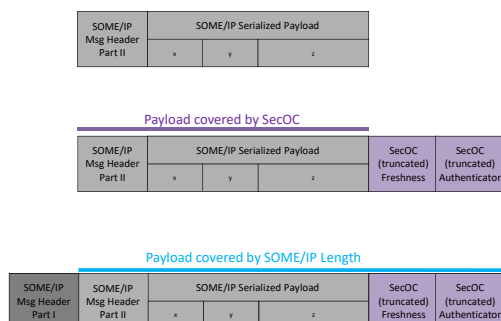 SOME/IP
Msg Header
Part II
SOME/IP Serialized Payload
x
y
z
Payload covered by SecOC
SOME/IP
Msg Header
Part II
SOME/IP Serialized Payload
x
y
z
SecOC
(truncated)
Freshness
SecOC
(truncated)
Authenticator
Payload covered by SOME/IP Length
SOME/IP
Msg Header
Part I
SOME/IP
Msg Header
Part II
SOME/IP Serialized Payload
x
y
z
SecOC
(truncated)
Freshness
SecOC
(truncated)
Authenticator